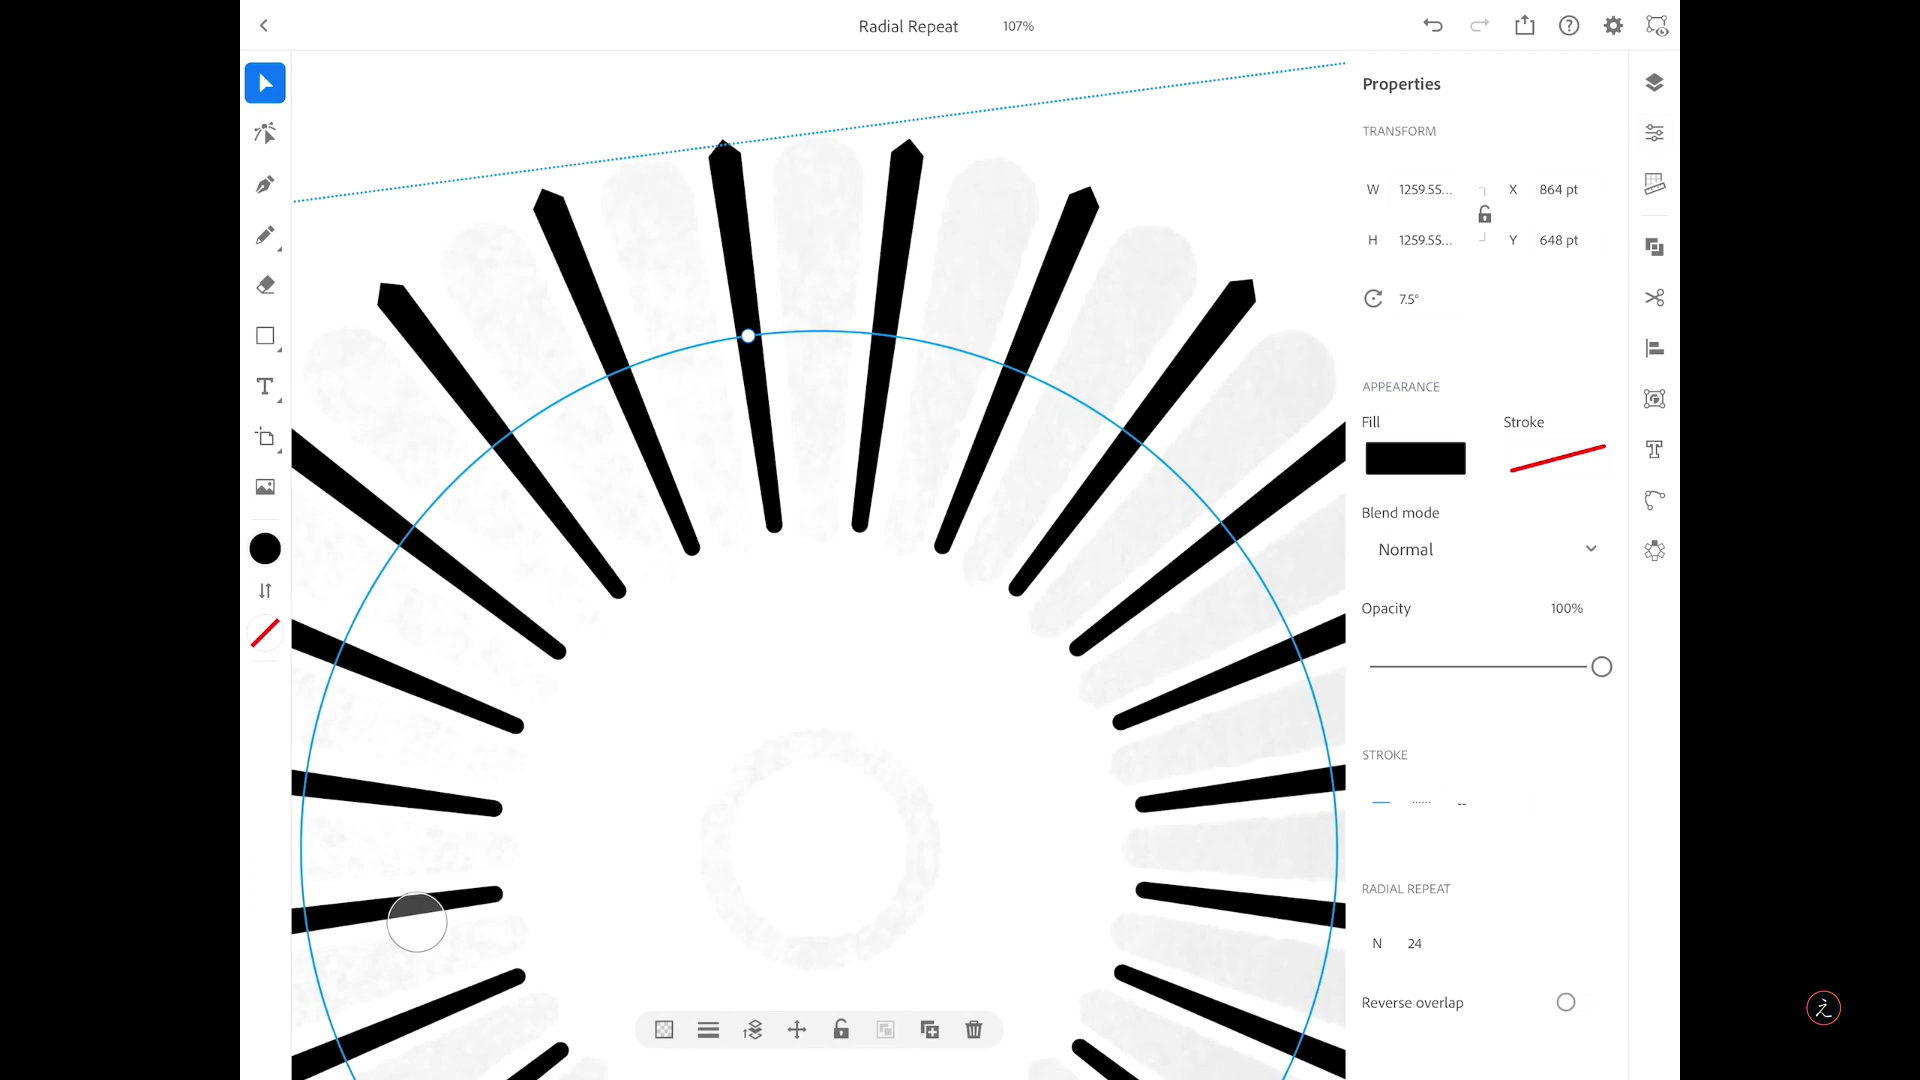 Radial Repeat 107%
Properties
TRANSFORM
W 1259.55... X 864 pt
H 1259.55... Y 648 pt
7.5°
APPEARANCE
Fill Stroke
Blend mode
Normal
Opacity 100%
STROKE
RADIAL REPEAT
N 24
Reverse overlap
え